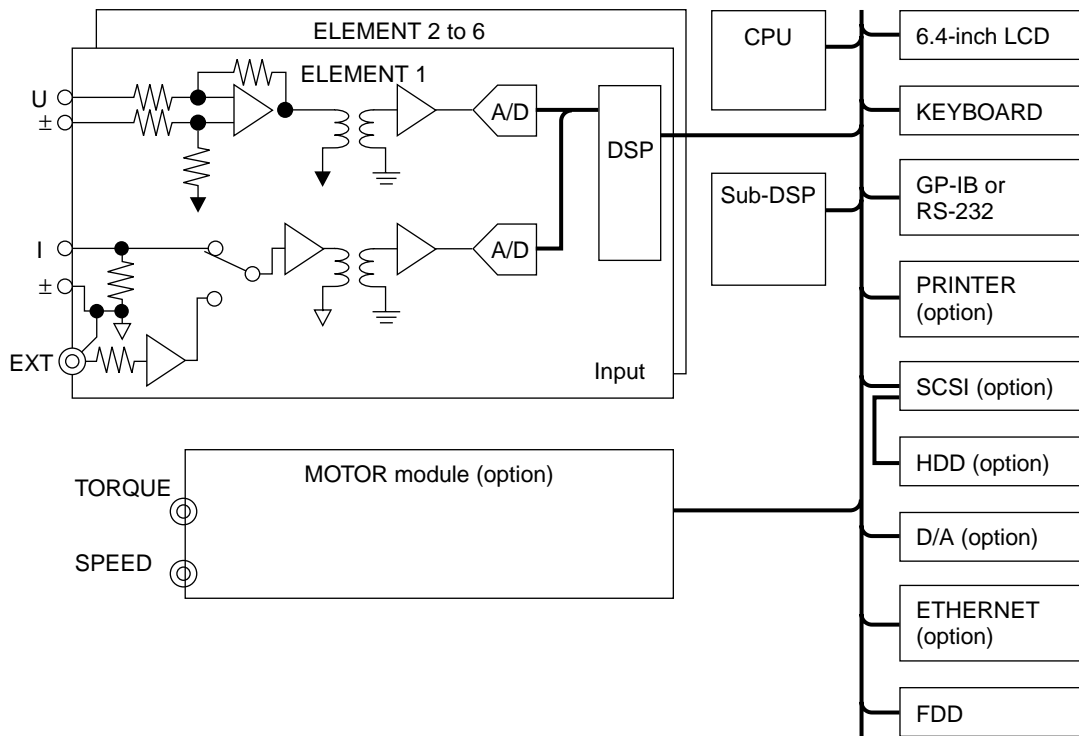 ELEMENT 2 to 6
ELEMENT 1
U
±
A/D
DSP
I
±
A/D
EXT
Input
CPU
Sub-DSP
TORQUE
MOTOR module (option)
SPEED
6.4-inch LCD
KEYBOARD
GP-IB or
RS-232
PRINTER
(option)
SCSI (option)
HDD (option)
D/A (option)
ETHERNET
(option)
FDD